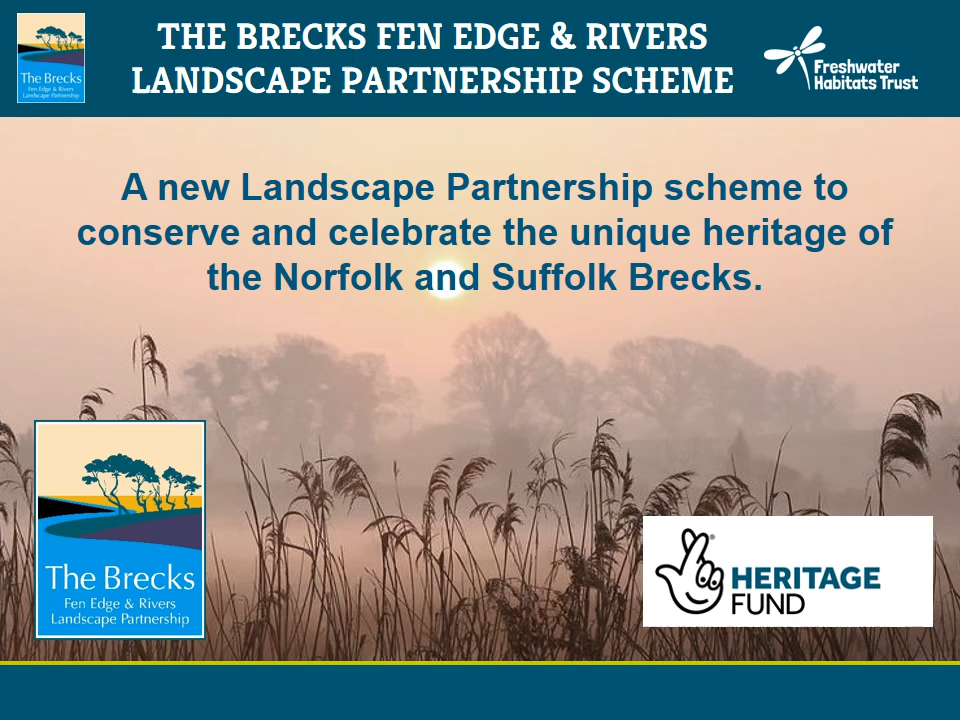 The Brecks
Fen Edge & Rivers
Landscape Partnership
THE BRECKS FEN EDGE & RIVERS
LANDSCAPE PARTNERSHIP SCHEME
Freshwater
Habitats Trust
A new Landscape Partnership scheme to
conserve and celebrate the unique heritage of
the Norfolk and Suffolk Brecks.
The Brecks
Fen Edge & Rivers
Landscape Partnership
HERITAGE
FUND